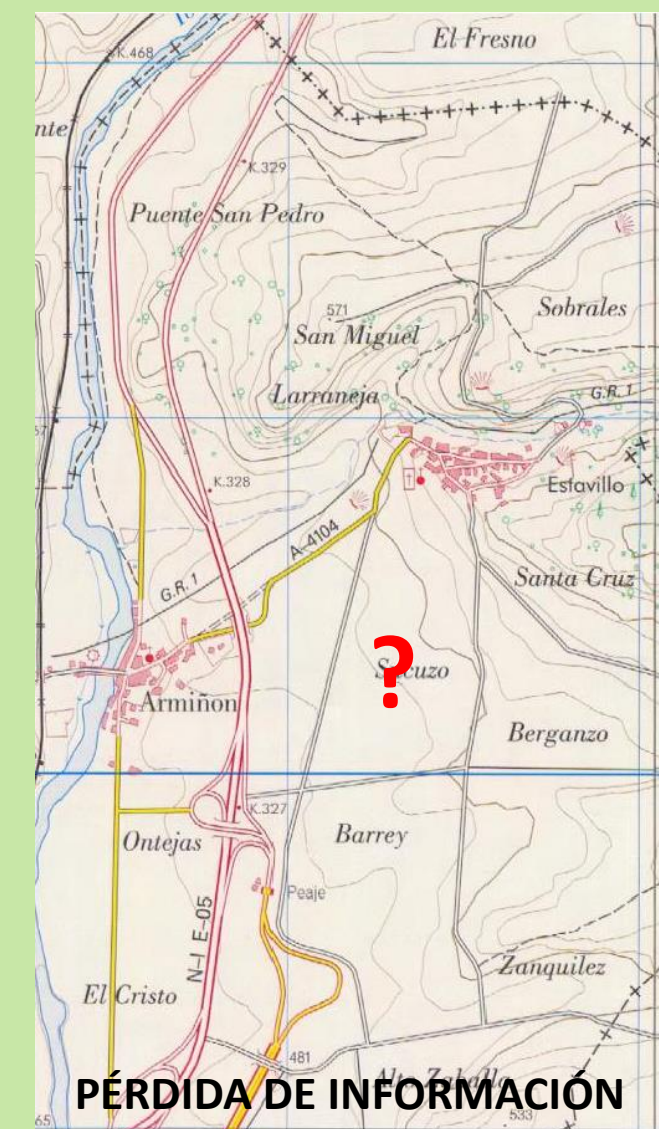 El Fresno
K.468
nte
K.329
Puente San Pedro
571
San Miguel
Sobrales
Larraneja
G.R. 1
K.328
Estavillo
A-4104
G.R. 1
Santa Cruz
?
Armiñon
Berganzo
K.327
Ontejas
Barrey
Peaje
N-I E-05
Zanquilez
El Cristo
481
PÉRDIDA DE INFORMACIÓN
65
533